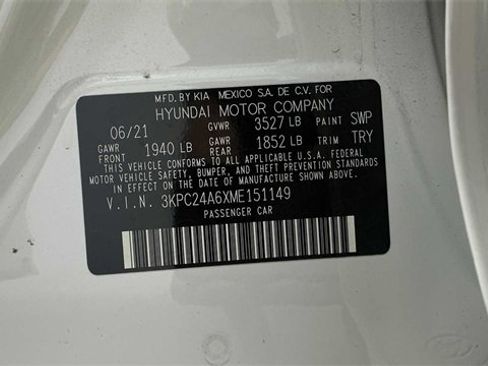 MFD. BY KIA MEXICO S.A. DE C.V. FOR
HYUNDAI MOTOR COMPANY
06/21 GVWR 3527 LB PAINT SWP
GAWR FRONT 1940 LB GAWR REAR 1852 LB TRIM TRY
THIS VEHICLE CONFORMS TO ALL APPLICABLE U.S.A. FEDERAL
MOTOR VEHICLE SAFETY, BUMPER, AND THEFT PREVENTION STANDARDS
IN EFFECT ON THE DATE OF MANUFACTURE SHOWN ABOVE.
V.I.N. 3KPC24A6XME151149
PASSENGER CAR